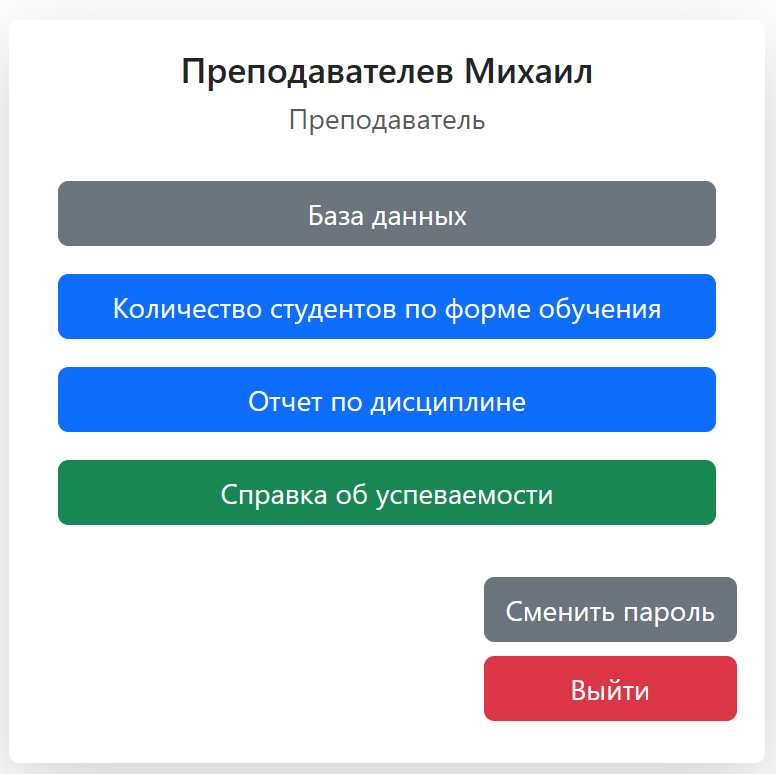 Преподавателев Михаил
Преподаватель
База данных
Количество студентов по форме обучения
Отчет по дисциплине
Справка об успеваемости
Сменить пароль
Выйти